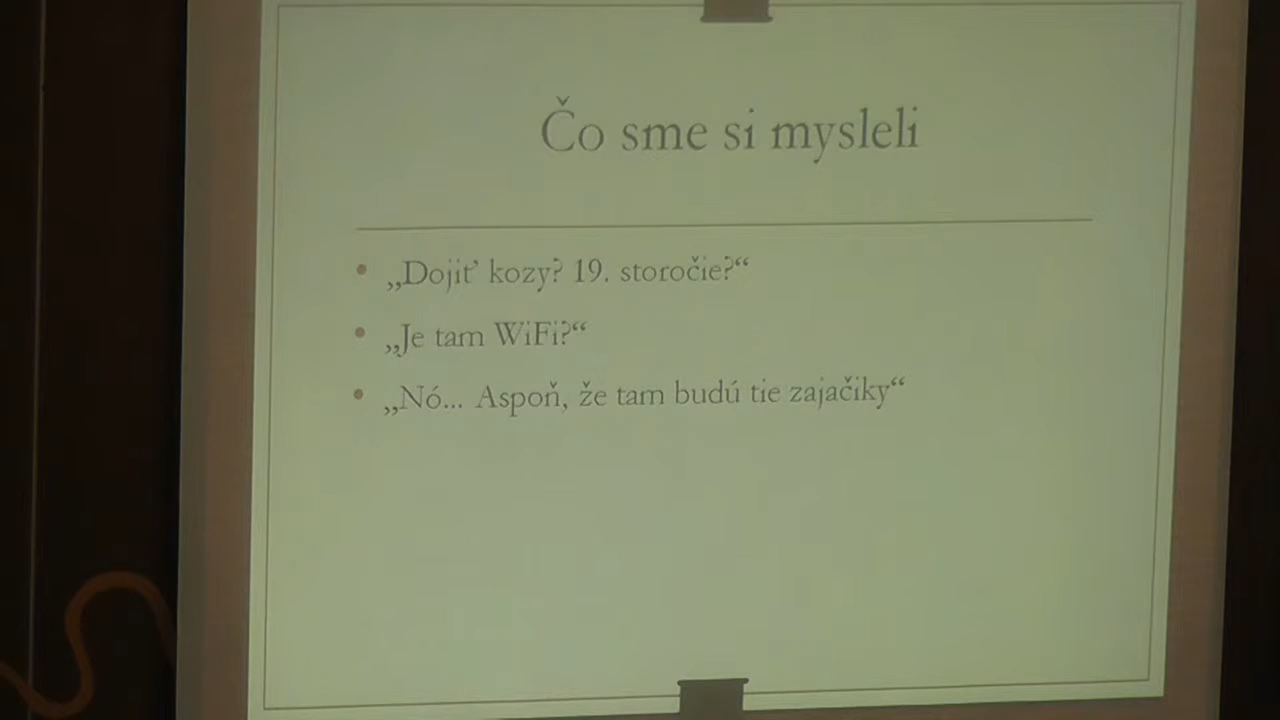 Čo sme si mysleli
„Dojiť kozy? 19. storočie?“
„Je tam WiFi?“
„Nó... Aspoň, že tam budú tie zajačiky“